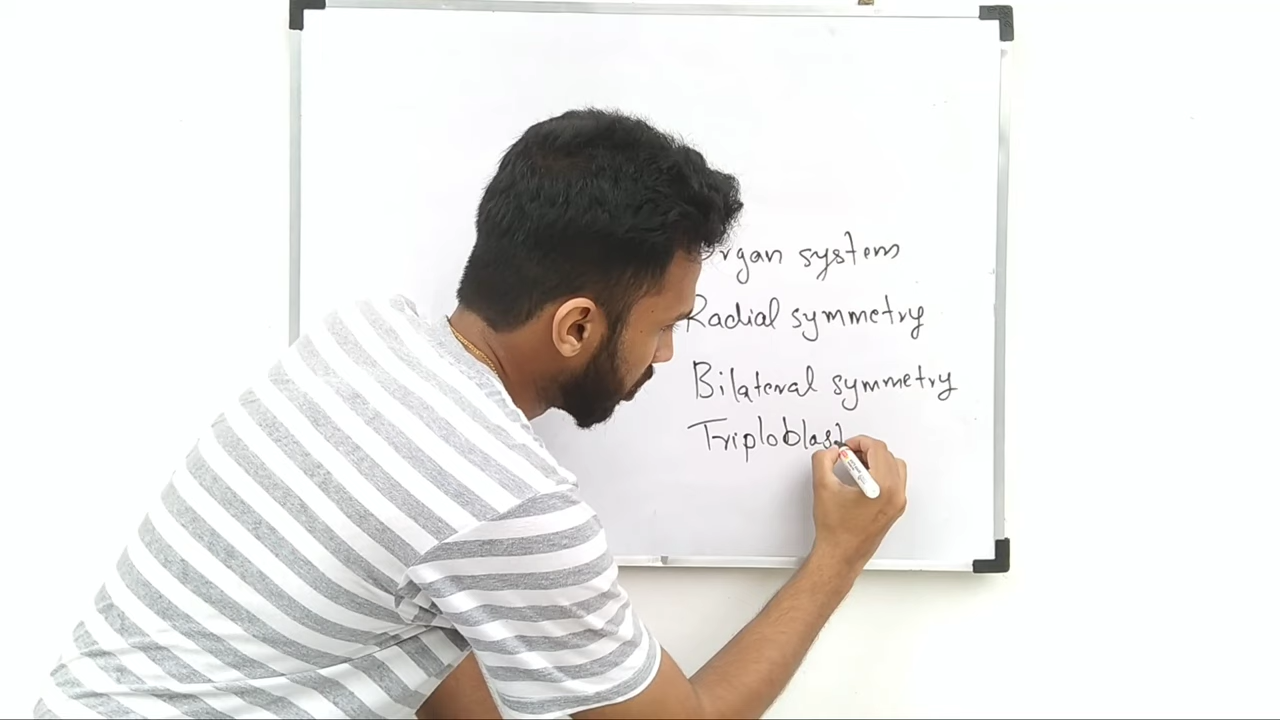 Organ system
Radial symmetry
Bilateral symmetry
Triploblast